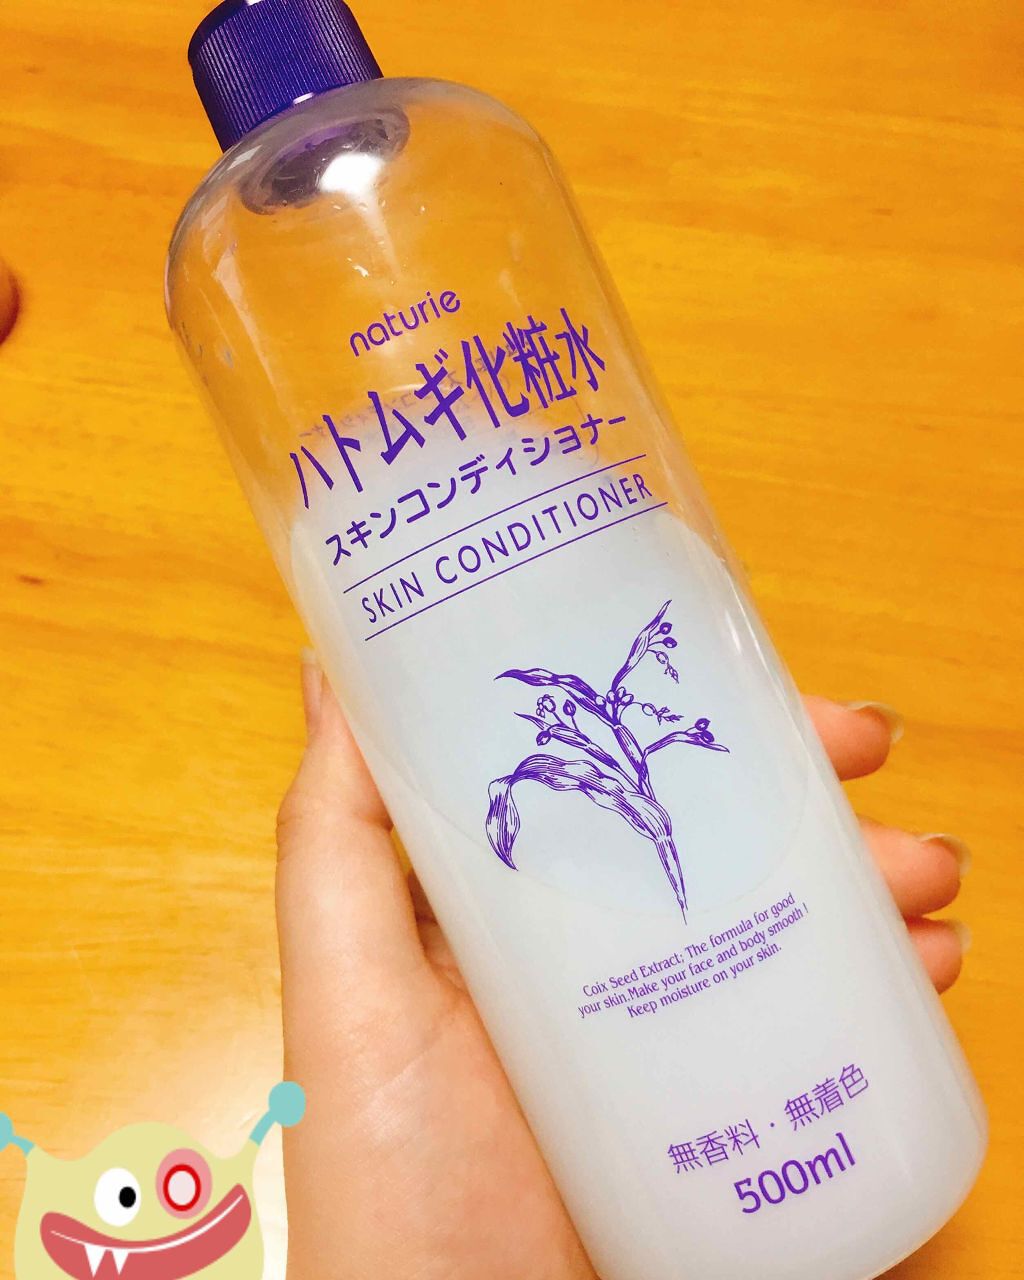 naturie
ハトムギ化粧水
スキンコンディショナー
SKIN CONDITIONER
Coix Seed Extract; The formula for good
your skin.Make your face and body smooth !
Keep moisture on your skin.
無香料・無着色
500ml